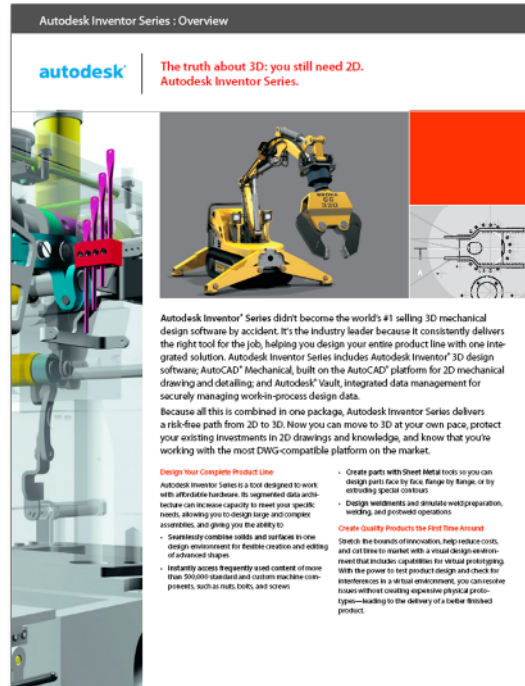 Autodesk Inventor Series : Overview
autodesk®
The truth about 3D: you still need 2D.
Autodesk Inventor Series.
Autodesk Inventor® Series didn't become the world's #1 selling 3D mechanical
design software by accident. It's the industry leader because it consistently delivers
the right tool for the job, helping you design your entire product line with one inte-
grated solution. Autodesk Inventor Series includes Autodesk Inventor® 3D design
software; AutoCAD® Mechanical, built on the AutoCAD® platform for 2D mechanical
drawing and detailing; and Autodesk® Vault, integrated data management for
securely managing work-in-process design data.
Because all this is combined in one package, Autodesk Inventor Series delivers
a risk-free path from 2D to 3D. Now you can move to 3D at your own pace, protect
your existing investments in 2D drawings and knowledge, and know that you're
working with the most DWG-compatible platform on the market.
Design Your Complete Product Line
Autodesk Inventor Series is a tool designed to work
with affordable hardware. Its segmented data archi-
tecture can increase capacity to meet your specific
needs, allowing you to design large and complex
assemblies, and giving you the ability to
• Seamlessly combine solids and surfaces in one
design environment for flexible creation and editing
of advanced shapes
• Instantly access frequently used content of more
than 500,000 standard and custom machine com-
ponents, such as nuts, bolts, and screws
• Create parts with Sheet Metal tools so you can
design parts face by face, flange by flange, or by
extruding special contours
• Design weldments and simulate weld preparation,
welding, and postweld operations
Create Quality Products the First Time Around
Stretch the bounds of innovation, help reduce costs,
and cut time to market with a visual design environ-
ment that includes capabilities for virtual prototyping.
With the power to test product design and check for
interferences in a virtual environment, you can resolve
issues without creating expensive physical proto-
types—leading to the delivery of a better finished
product.